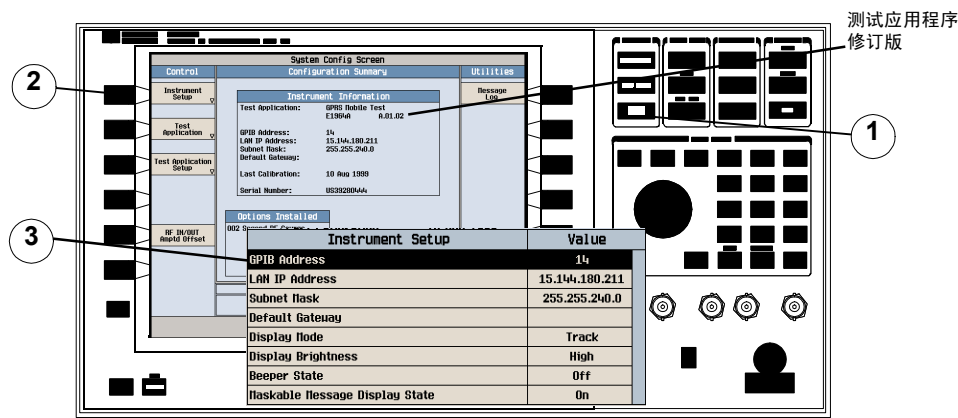 测试应用程序
修订版
System Config Screen
Control
Configuration Summary
Utilities
Instrument
Setup
Message
Log
Instrument Information
Test Application: GPRS Mobile Test
E1964A A.01.02
Test
Application
GPIB Address: 14
LAN IP Address: 15.144.180.211
Subnet Mask: 255.255.240.0
Default Gateway:
Test Application
Setup
Last Calibration: 10 Aug 1999
Serial Number: US39280444
Options Installed
RF IN/OUT
Amptd Offset
002 Second RF
Instrument Setup Value
GPIB Address 14
LAN IP Address 15.144.180.211
Subnet Mask 255.255.240.0
Default Gateway
Display Mode Track
Display Brightness High
Beeper State Off
Maskable Message Display State On
2
1
3